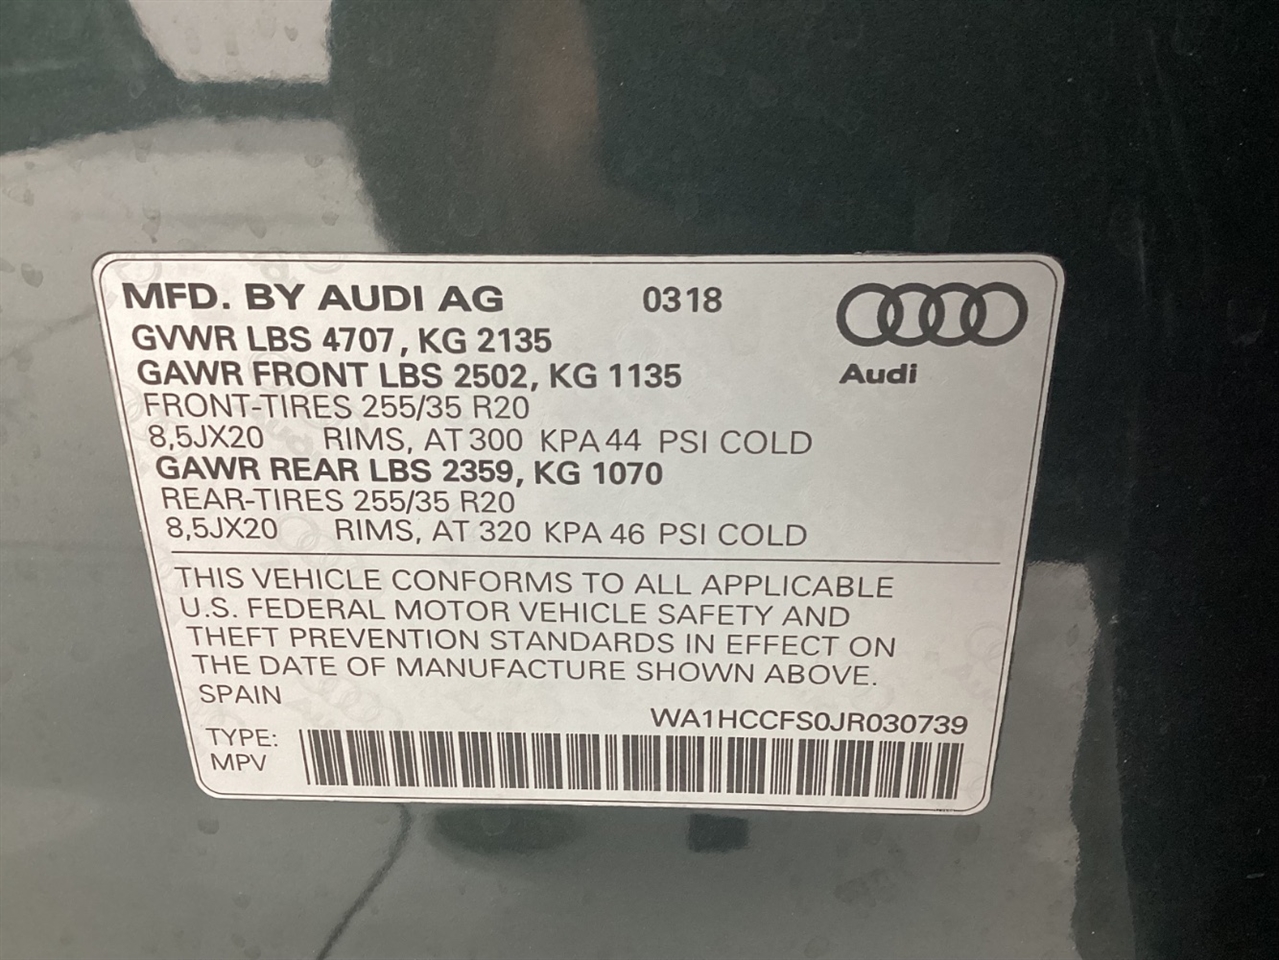 MFD. BY AUDI AG 0318
GVWR LBS 4707, KG 2135
GAWR FRONT LBS 2502, KG 1135
Audi
FRONT-TIRES 255/35 R20
8,5JX20 RIMS, AT 300 KPA 44 PSI COLD
GAWR REAR LBS 2359, KG 1070
REAR-TIRES 255/35 R20
8,5JX20 RIMS, AT 320 KPA 46 PSI COLD
THIS VEHICLE CONFORMS TO ALL APPLICABLE
U.S. FEDERAL MOTOR VEHICLE SAFETY AND
THEFT PREVENTION STANDARDS IN EFFECT ON
THE DATE OF MANUFACTURE SHOWN ABOVE.
SPAIN
WA1HCCFS0JR030739
TYPE:
MPV